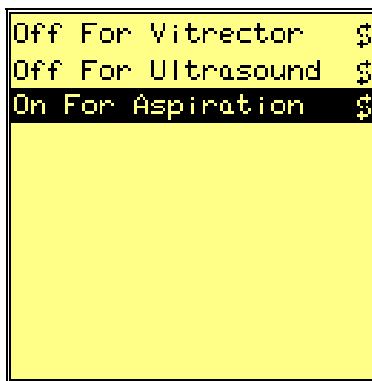 Off For Vitrector $
Off For Ultrasound $
On For Aspiration $